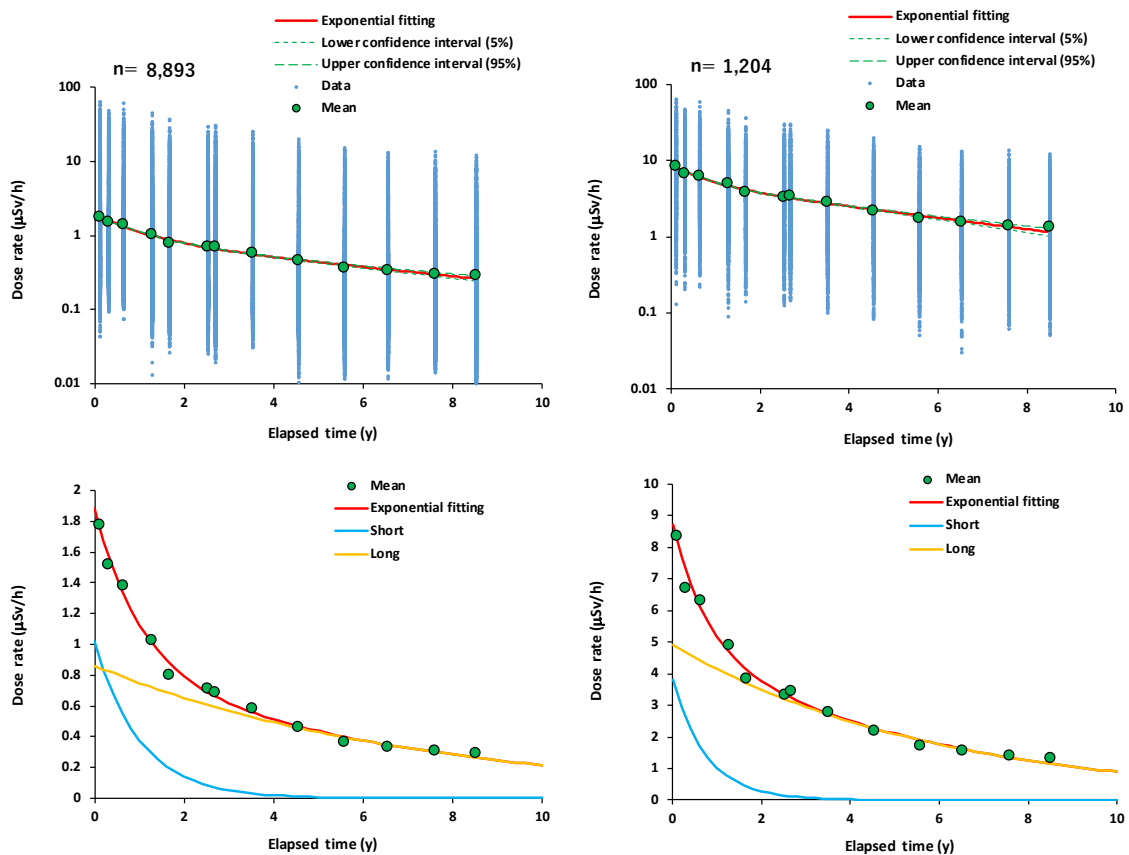 Exponential fitting
Lower confidence interval (5%)
Upper confidence interval (95%)
Data
Mean
n= 8,893
Dose rate (μSv/h)
100
10
1
0.1
0.01
0 2 4 6 8 10
Elapsed time (y)
Exponential fitting
Lower confidence interval (5%)
Upper confidence interval (95%)
Data
Mean
n= 1,204
Dose rate (μSv/h)
100
10
1
0.1
0.01
0 2 4 6 8 10
Elapsed time (y)
Mean
Exponential fitting
Short
Long
Dose rate (μSv/h)
2
1.8
1.6
1.4
1.2
1
0.8
0.6
0.4
0.2
0
0 2 4 6 8 10
Elapsed time (y)
Mean
Exponential fitting
Short
Long
Dose rate (μSv/h)
10
9
8
7
6
5
4
3
2
1
0
0 2 4 6 8 10
Elapsed time (y)